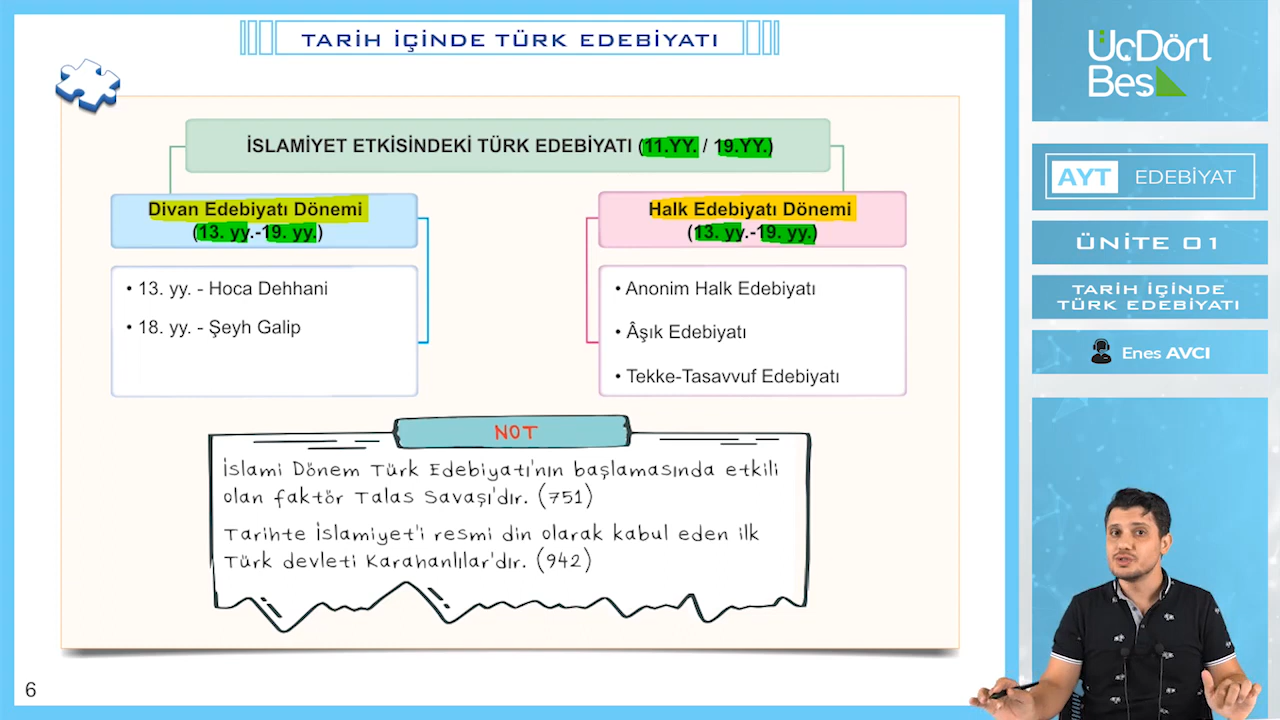 TARİH İÇİNDE TÜRK EDEBİYATI
İSLAMİYET ETKİSİNDEKİ TÜRK EDEBİYATI (11.YY. / 19.YY.)
Divan Edebiyatı Dönemi
(13. yy.-19. yy.)
• 13. yy. - Hoca Dehhani
• 18. yy. - Şeyh Galip
Halk Edebiyatı Dönemi
(13. yy.-19. yy.)
• Anonim Halk Edebiyatı
• Âşık Edebiyatı
• Tekke-Tasavvuf Edebiyatı
NOT
İslami Dönem Türk Edebiyatı'nın başlamasında etkili
olan faktör Talas Savaşı'dır. (751)
Tarihte İslamiyet'i resmi din olarak kabul eden ilk
Türk devleti Karahanlılar'dır. (942)
6
ÜçDört
Beş
AYT EDEBİYAT
ÜNİTE 01
TARİH İÇİNDE
TÜRK EDEBİYATI
Enes AVCI